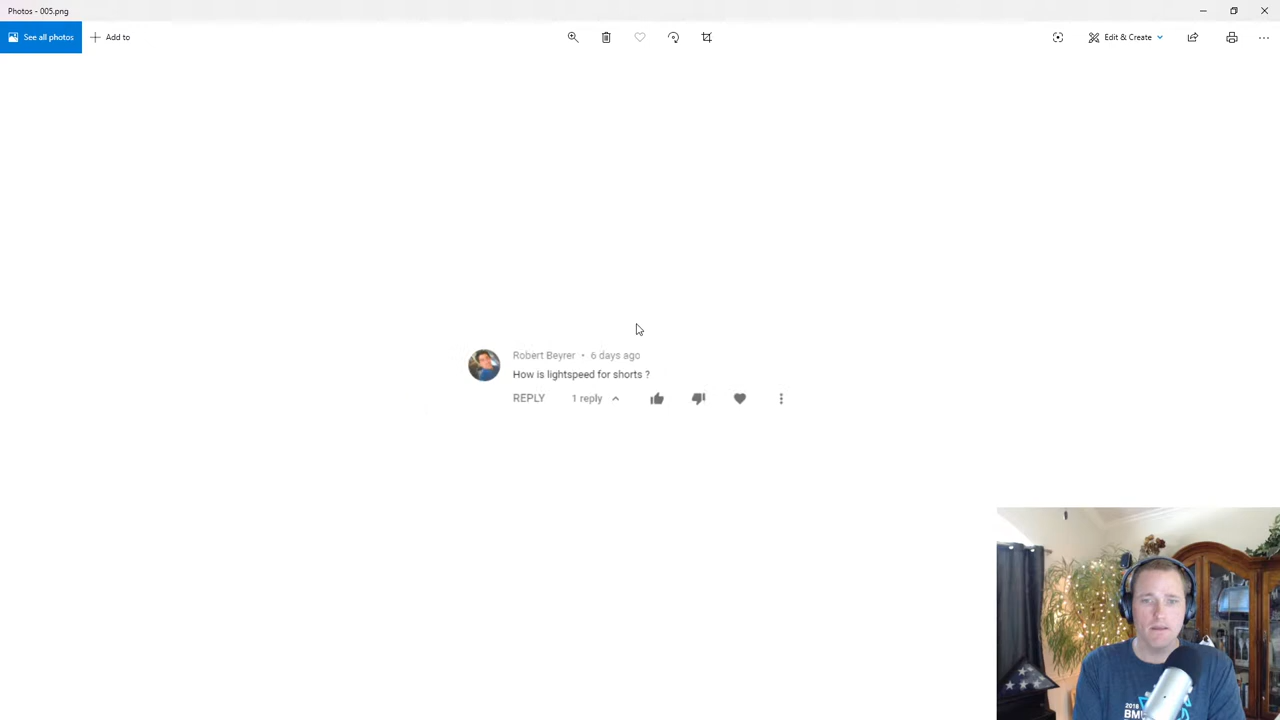 Photos - 005.png
See all photos
Add to
Edit & Create
Robert Beyrer • 6 days ago
How is lightspeed for shorts ?
REPLY 1 reply
2018